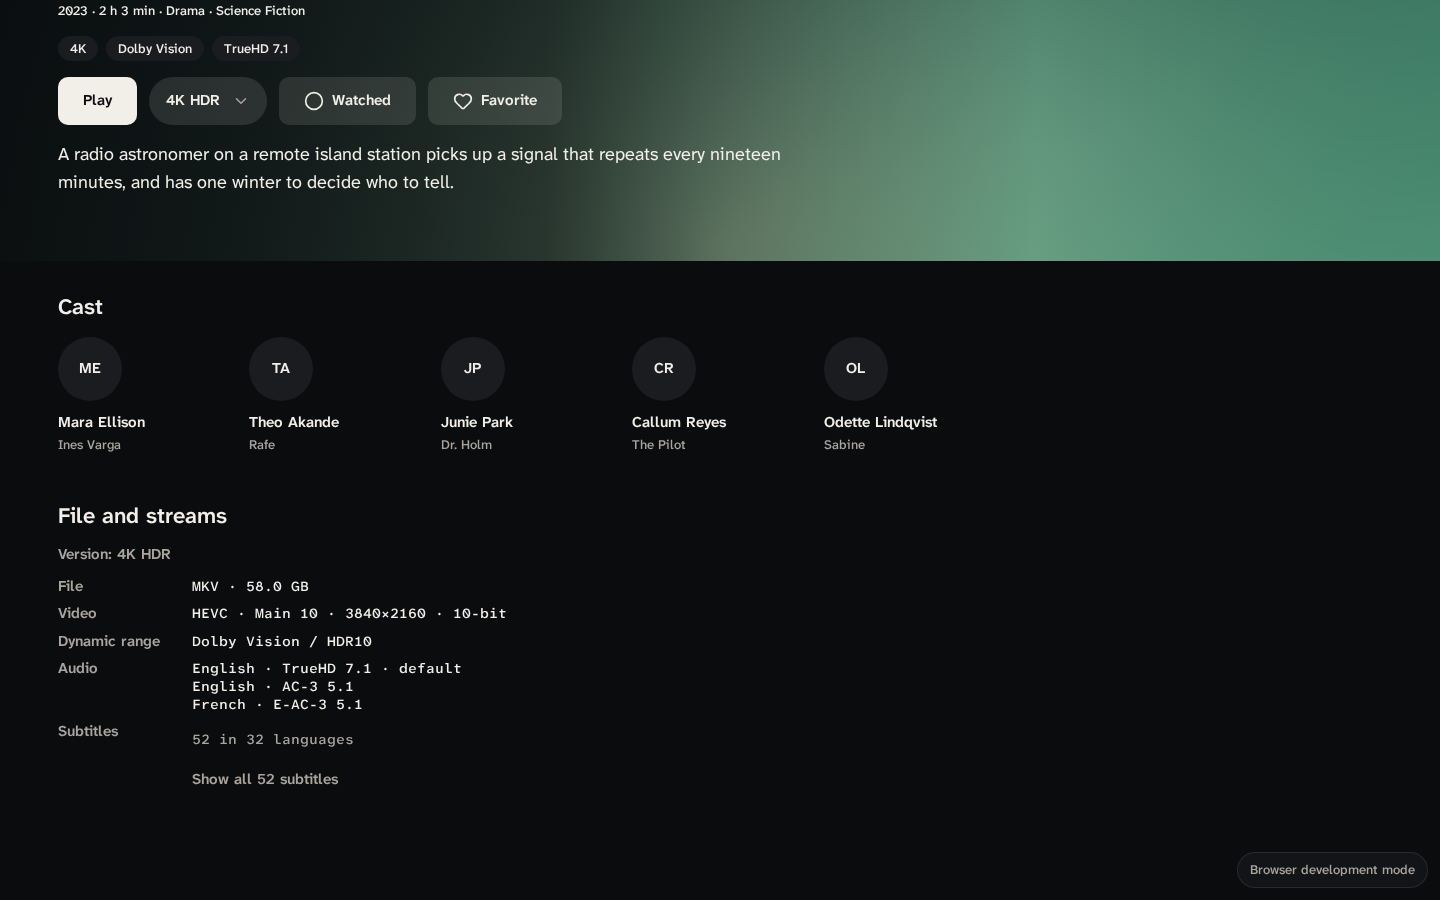 2023 · 2 h 3 min · Drama · Science Fiction
4K Dolby Vision TrueHD 7.1
Play 4K HDR Watched Favorite
A radio astronomer on a remote island station picks up a signal that repeats every nineteen
minutes, and has one winter to decide who to tell.
Cast
ME TA JP CR OL
Mara Ellison Theo Akande Junie Park Callum Reyes Odette Lindqvist
Ines Varga Rafe Dr. Holm The Pilot Sabine
File and streams
Version: 4K HDR
File MKV · 58.0 GB
Video HEVC · Main 10 · 3840×2160 · 10-bit
Dynamic range Dolby Vision / HDR10
Audio English · TrueHD 7.1 · default
English · AC-3 5.1
French · E-AC-3 5.1
Subtitles 52 in 32 languages
Show all 52 subtitles
Browser development mode